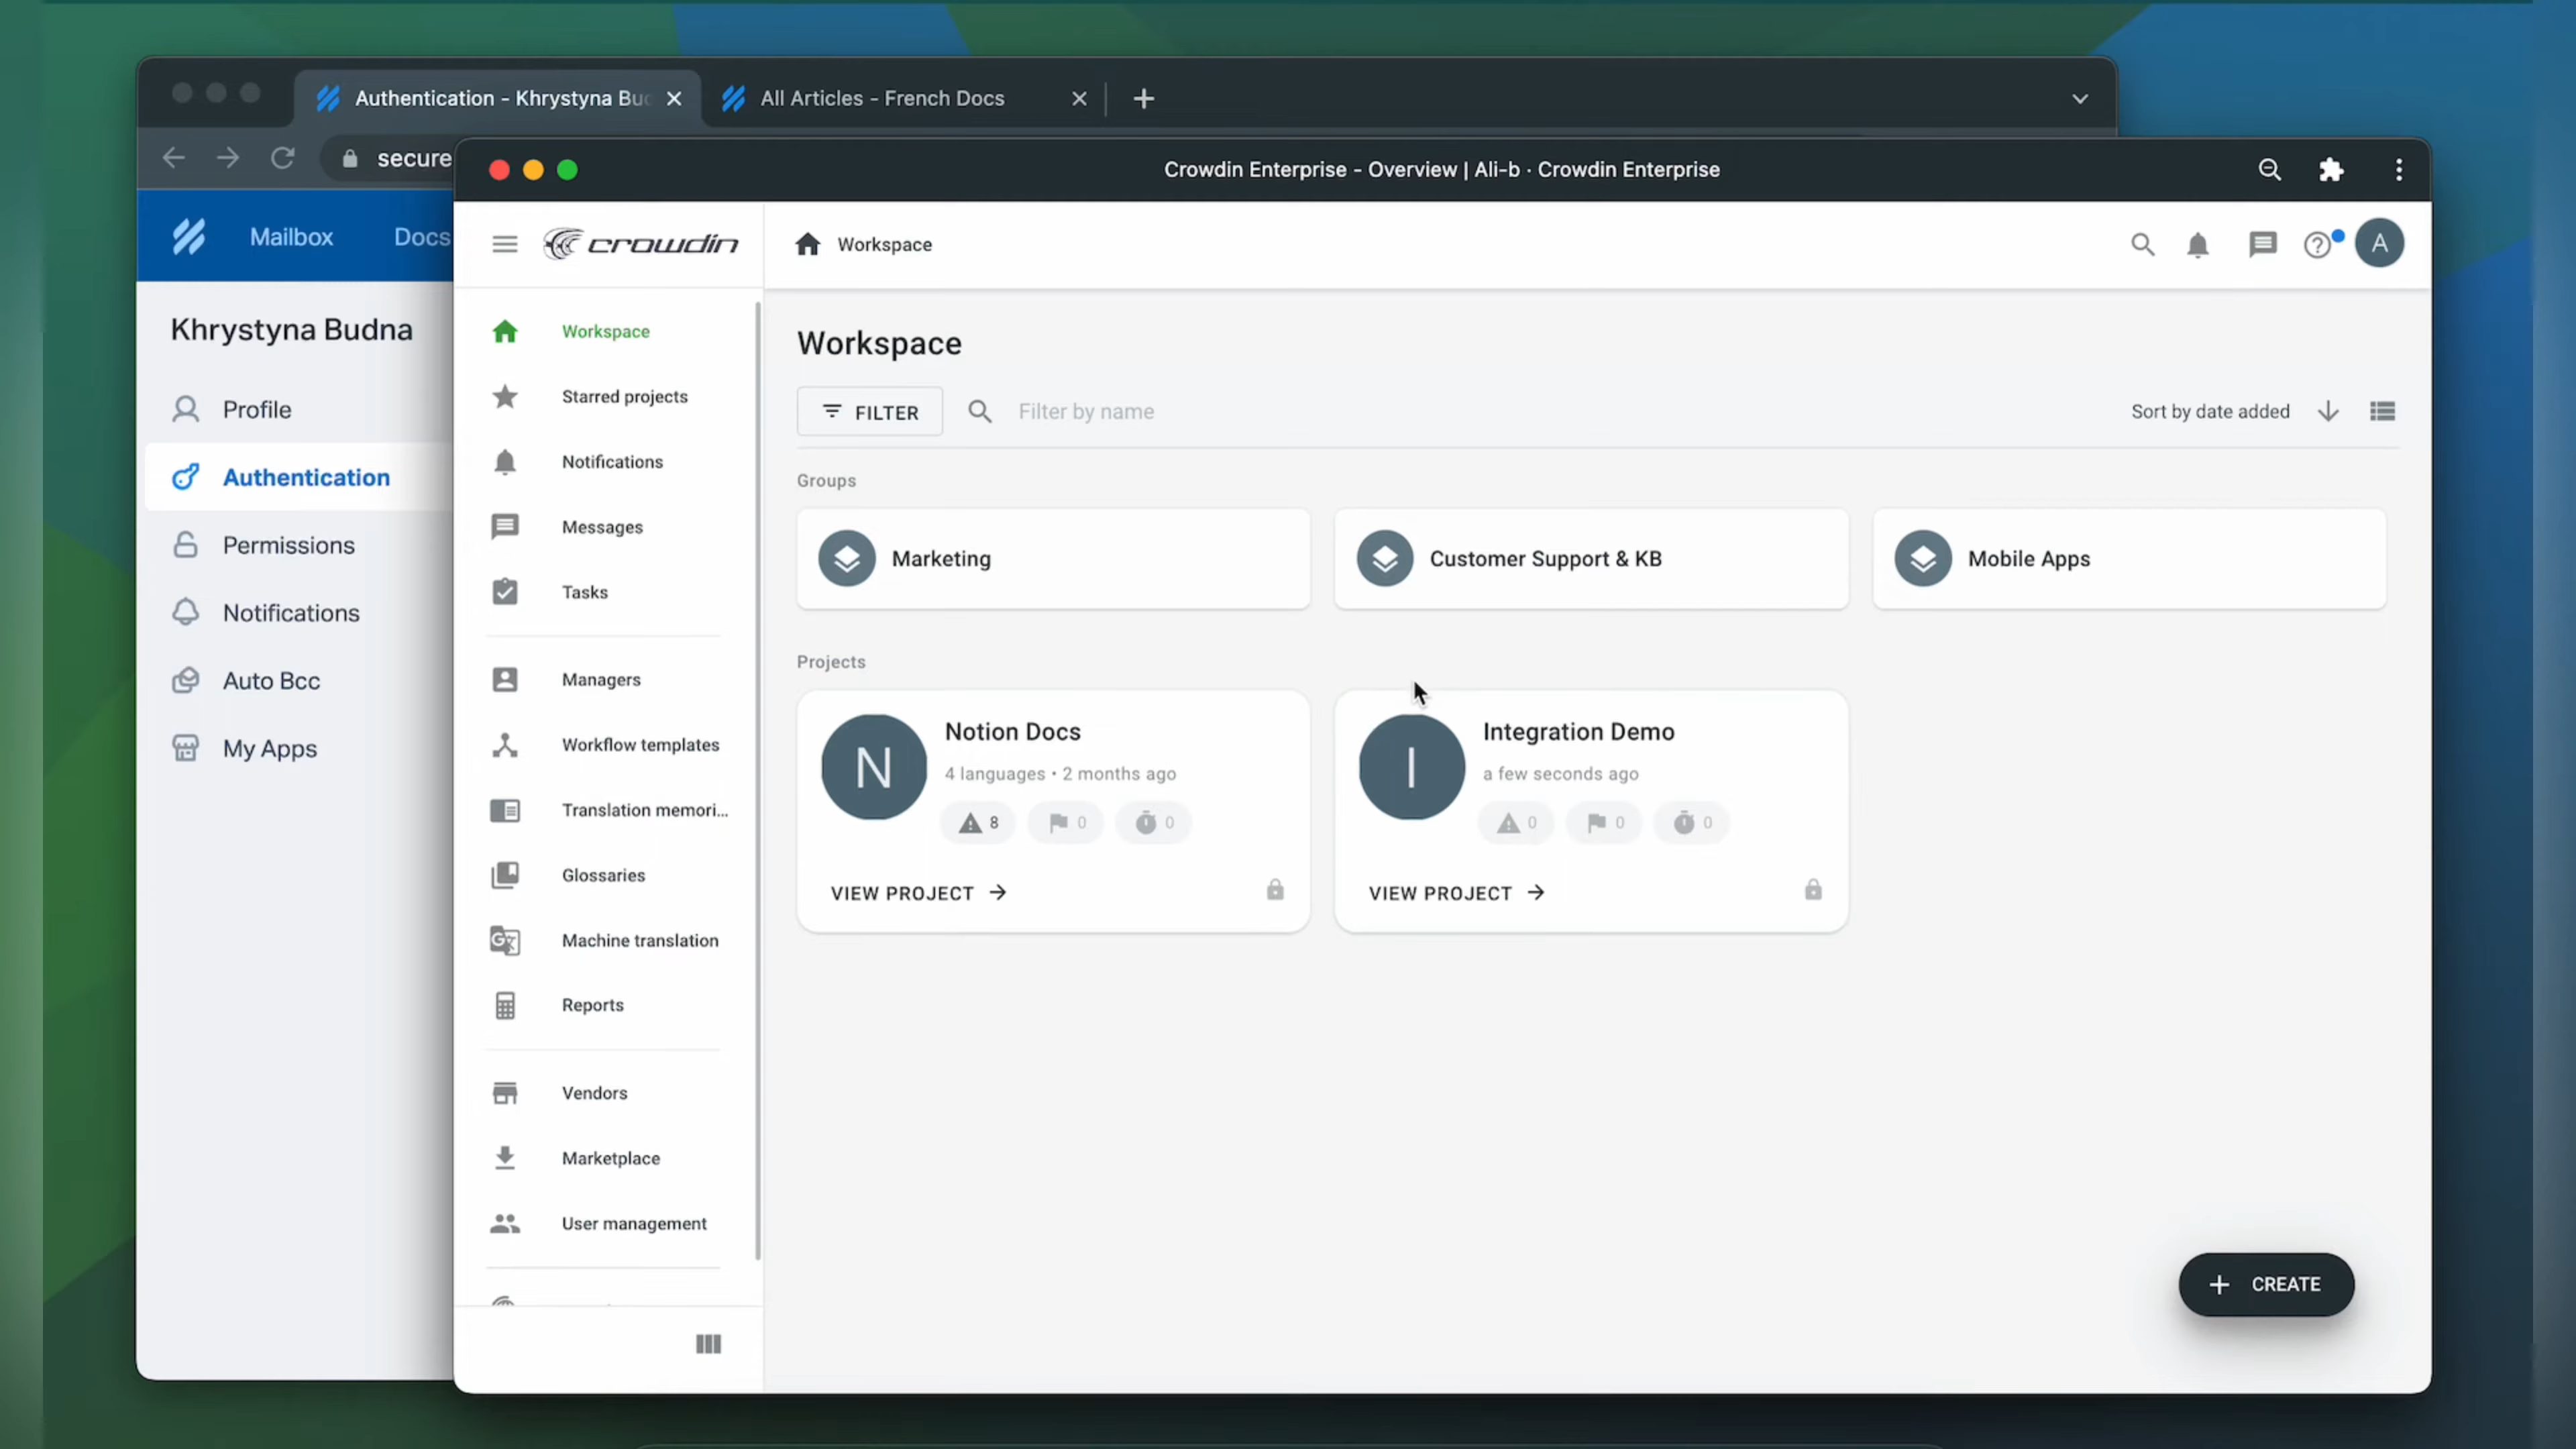 Authentication - Khrystyna Bu
All Articles - French Docs
secure
Crowdin Enterprise - Overview | Ali-b · Crowdin Enterprise
Mailbox
Docs
crowdin
Workspace
A
Khrystyna Budna
Profile
Authentication
Permissions
Notifications
Auto Bcc
My Apps
Workspace
Starred projects
Notifications
Messages
Tasks
Managers
Workflow templates
Translation memori...
Glossaries
Machine translation
Reports
Vendors
Marketplace
User management
Workspace
FILTER
Filter by name
Sort by date added
Groups
Marketing
Customer Support & KB
Mobile Apps
Projects
N
Notion Docs
4 languages • 2 months ago
8
0
0
VIEW PROJECT
I
Integration Demo
a few seconds ago
0
0
0
VIEW PROJECT
CREATE